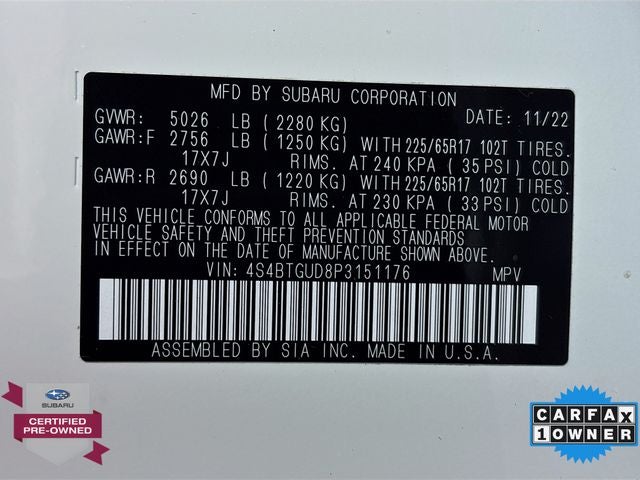 MFD BY SUBARU CORPORATION
GVWR: 5026 LB ( 2280 KG) DATE: 11/22
GAWR:F 2756 LB ( 1250 KG) WITH 225/65R17 102T TIRES.
17X7J RIMS. AT 240 KPA ( 35 PSI) COLD
GAWR:R 2690 LB ( 1220 KG) WITH 225/65R17 102T TIRES.
17X7J RIMS. AT 230 KPA ( 33 PSI) COLD
THIS VEHICLE CONFORMS TO ALL APPLICABLE FEDERAL MOTOR
VEHICLE SAFETY AND THEFT PREVENTION STANDARDS
IN EFFECT ON THE DATE OF MANUFACTURE SHOWN ABOVE.
VIN: 4S4BTGUD8P3151176 MPV
ASSEMBLED BY SIA INC. MADE IN U.S.A.
SUBARU
CERTIFIED
PRE-OWNED
CARFAX
1 OWNER